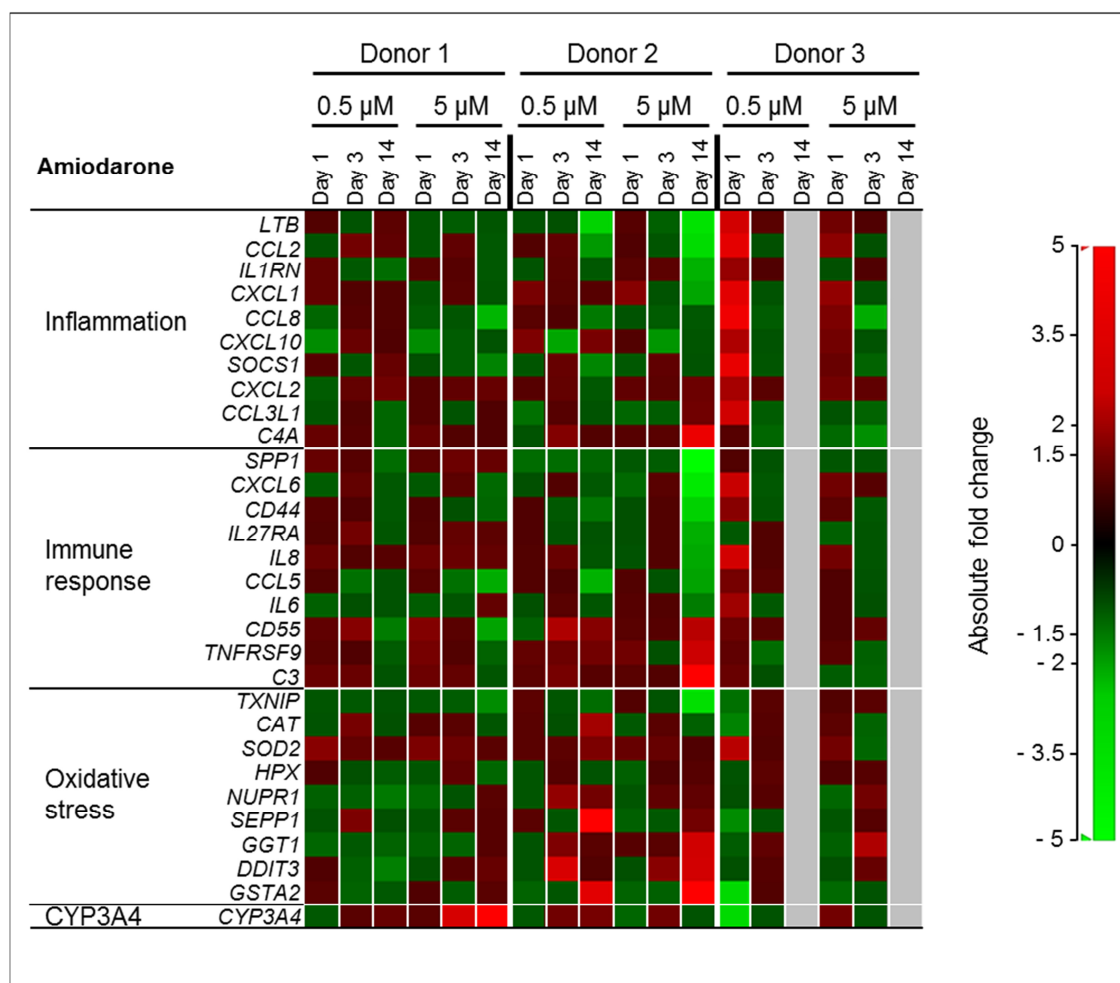 Donor 1 Donor 2 Donor 3
0.5 µM 5 µM 0.5 µM 5 µM 0.5 µM 5 µM
Amiodarone Day 1 Day 3 Day 14 Day 1 Day 3 Day 14 Day 1 Day 3 Day 14 Day 1 Day 3 Day 14 Day 1 Day 3 Day 14 Day 1 Day 3 Day 14
Inflammation
LTB
CCL2
IL1RN
CXCL1
CCL8
CXCL10
SOCS1
CXCL2
CCL3L1
C4A
Immune
response
SPP1
CXCL6
CD44
IL27RA
IL8
CCL5
IL6
CD55
TNFRSF9
C3
Oxidative
stress
TXNIP
CAT
SOD2
HPX
NUPR1
SEPP1
GGT1
DDIT3
GSTA2
CYP3A4 CYP3A4
Absolute fold change
5
3.5
2
1.5
0
- 1.5
- 2
- 3.5
- 5